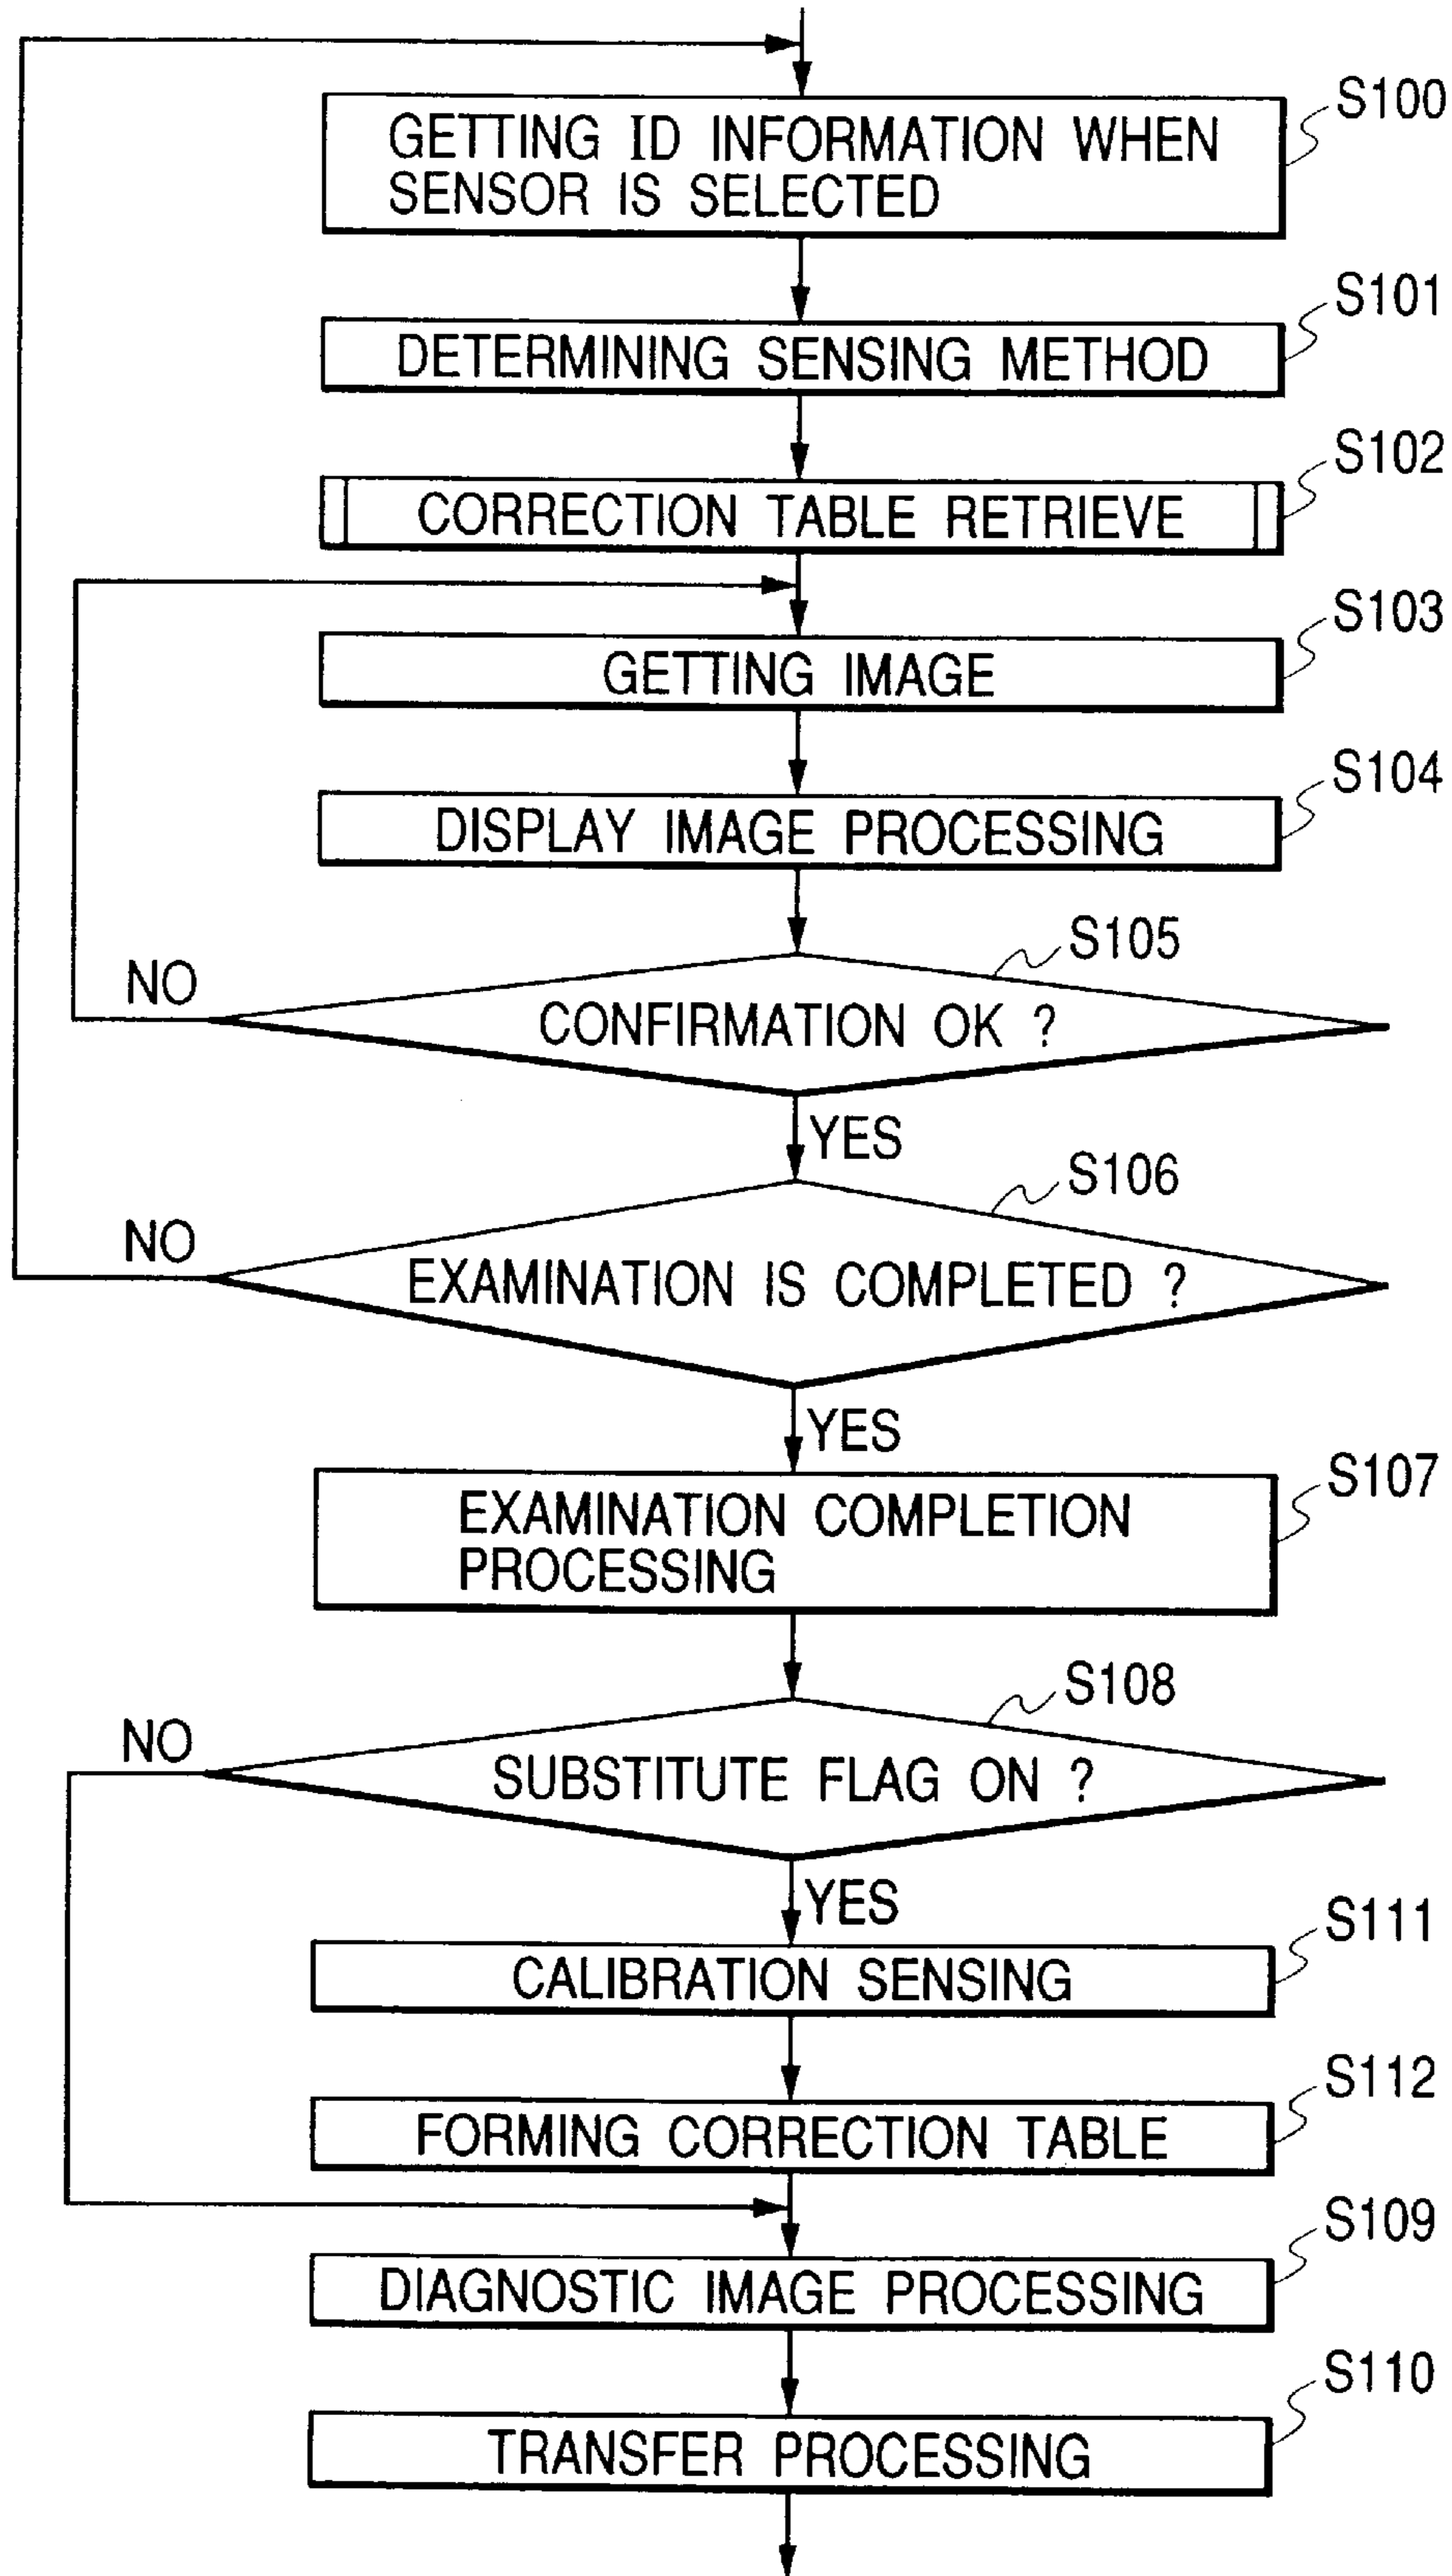 S100
GETTING ID INFORMATION WHEN
SENSOR IS SELECTED
S101
DETERMINING SENSING METHOD
S102
CORRECTION TABLE RETRIEVE
S103
GETTING IMAGE
S104
DISPLAY IMAGE PROCESSING
S105
NO
CONFIRMATION OK ?
YES
S106
NO
EXAMINATION IS COMPLETED ?
YES
S107
EXAMINATION COMPLETION
PROCESSING
S108
NO
SUBSTITUTE FLAG ON ?
YES
S111
CALIBRATION SENSING
S112
FORMING CORRECTION TABLE
S109
DIAGNOSTIC IMAGE PROCESSING
S110
TRANSFER PROCESSING